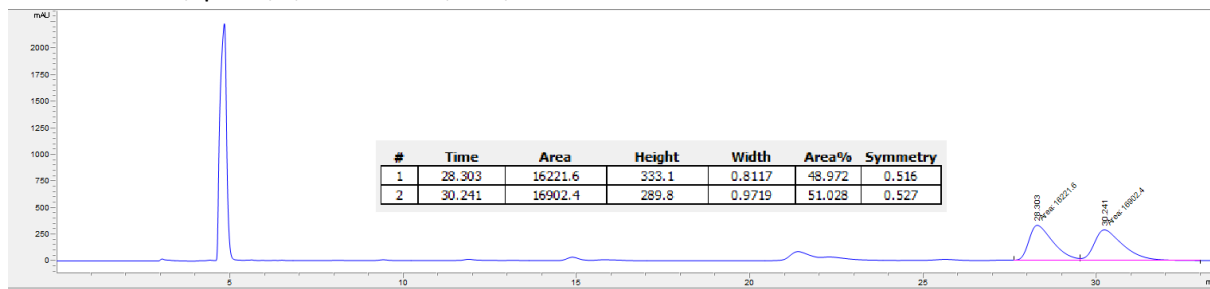 mAU
2000
1750
1500
1250
1000
750
500
250
0
# Time Area Height Width Area% Symmetry
1 28.303 16221.6 333.1 0.8117 48.972 0.516
2 30.241 16902.4 289.8 0.9719 51.028 0.527
28.303
Area: 16221.6
30.241
Area: 16902.4
5 10 15 20 25 30